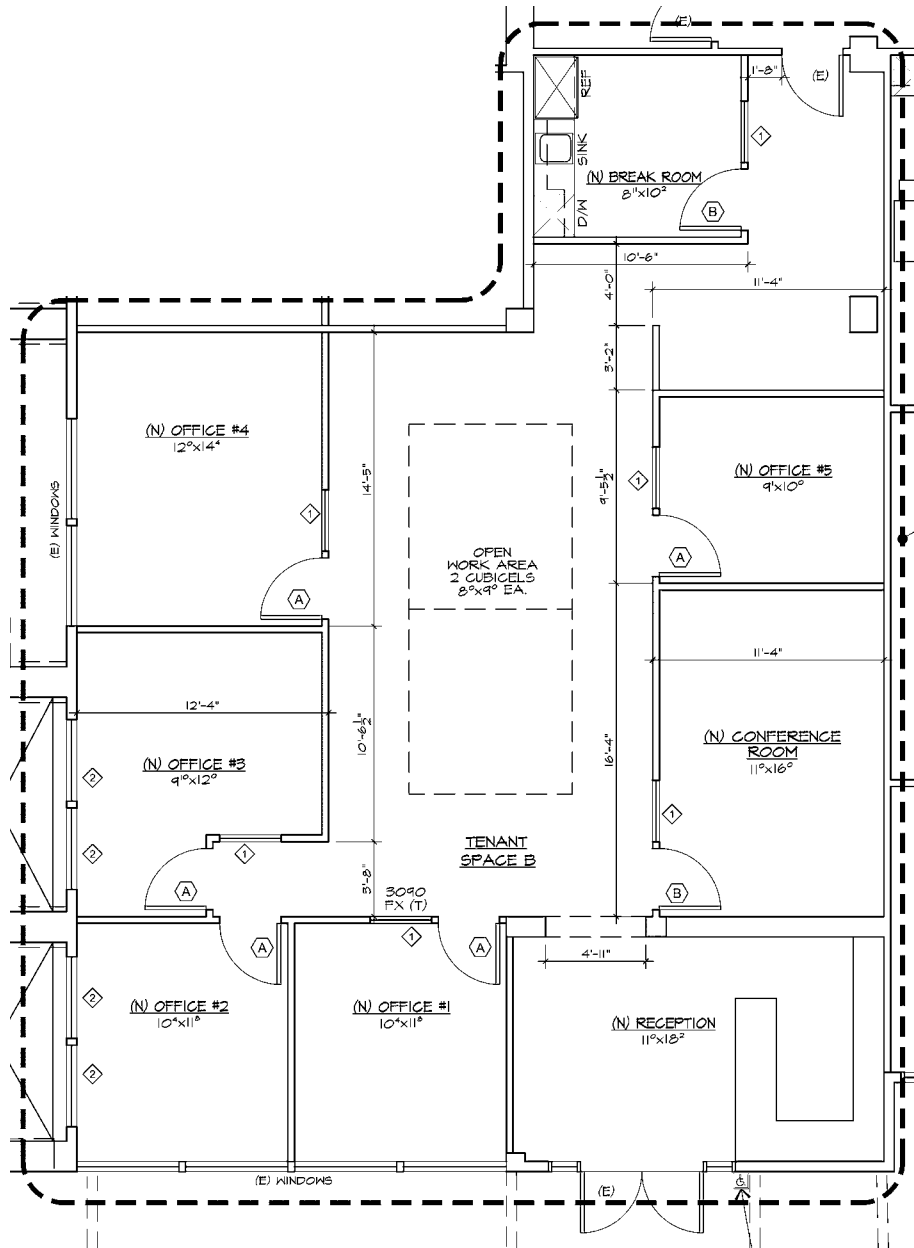 (E)
1'-8"
(E)
REF
SINK
D/W
1
(N) BREAK ROOM
8¹¹x10²
B
10'-6"
4'-0"
11'-4"
3'-2"
(N) OFFICE #4
12⁰x14⁴
14'-5"
1
A
(E) WINDOWS
OPEN
WORK AREA
2 CUBICELS
8⁰x9⁰ EA.
9'-5½"
1
(N) OFFICE #5
9'x10⁰
A
11'-4"
16'-4"
(N) CONFERENCE
ROOM
11⁰x16⁰
1
B
12'-4"
10'-6½"
(N) OFFICE #3
9¹⁰x12⁰
2
2
1
A
3'-8"
TENANT
SPACE B
3090
FX (T)
1
A
A
4'-11"
(N) OFFICE #2
10⁴x11⁸
2
2
(N) OFFICE #1
10⁴x11⁸
(N) RECEPTION
11⁰x18²
(E) WINDOWS
(E)